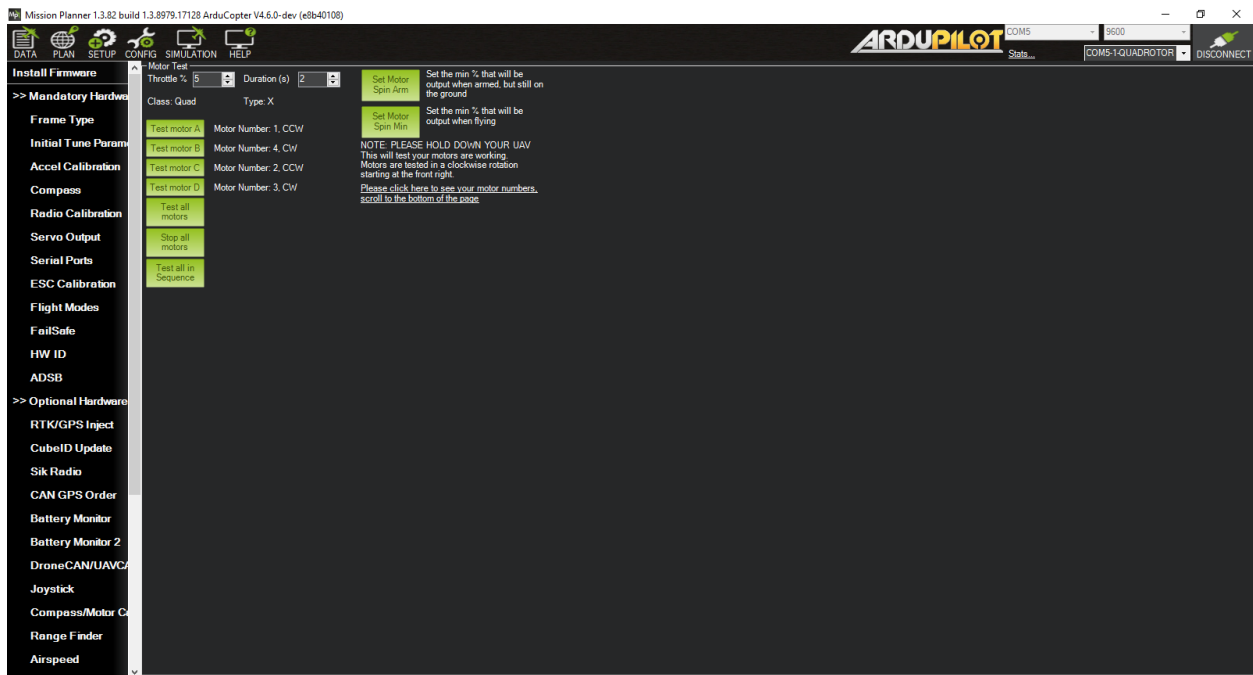 Mission Planner 1.3.82 build 1.3.8979.17128 ArduCopter V4.6.0-dev (e8b40108)
DATA PLAN SETUP CONFIG SIMULATION HELP
ARDUPILOT
COM5 9600
Stats...
COM5-1-QUADROTOR
DISCONNECT
Install Firmware
>> Mandatory Hardwa
Frame Type
Initial Tune Param
Accel Calibration
Compass
Radio Calibration
Servo Output
Serial Ports
ESC Calibration
Flight Modes
FailSafe
HW ID
ADSB
>> Optional Hardware
RTK/GPS Inject
CubeID Update
Sik Radio
CAN GPS Order
Battery Monitor
Battery Monitor 2
DroneCAN/UAVCA
Joystick
Compass/Motor Ca
Range Finder
Airspeed
Motor Test
Throttle % 5 Duration (s) 2
Class: Quad Type: X
Test motor A Motor Number: 1, CCW
Test motor B Motor Number: 4, CW
Test motor C Motor Number: 2, CCW
Test motor D Motor Number: 3, CW
Test all
motors
Stop all
motors
Test all in
Sequence
Set Motor
Spin Arm
Set the min % that will be
output when armed, but still on
the ground
Set Motor
Spin Min
Set the min % that will be
output when flying
NOTE: PLEASE HOLD DOWN YOUR UAV
This will test your motors are working.
Motors are tested in a clockwise rotation
starting at the front right.
Please click here to see your motor numbers,
scroll to the bottom of the page